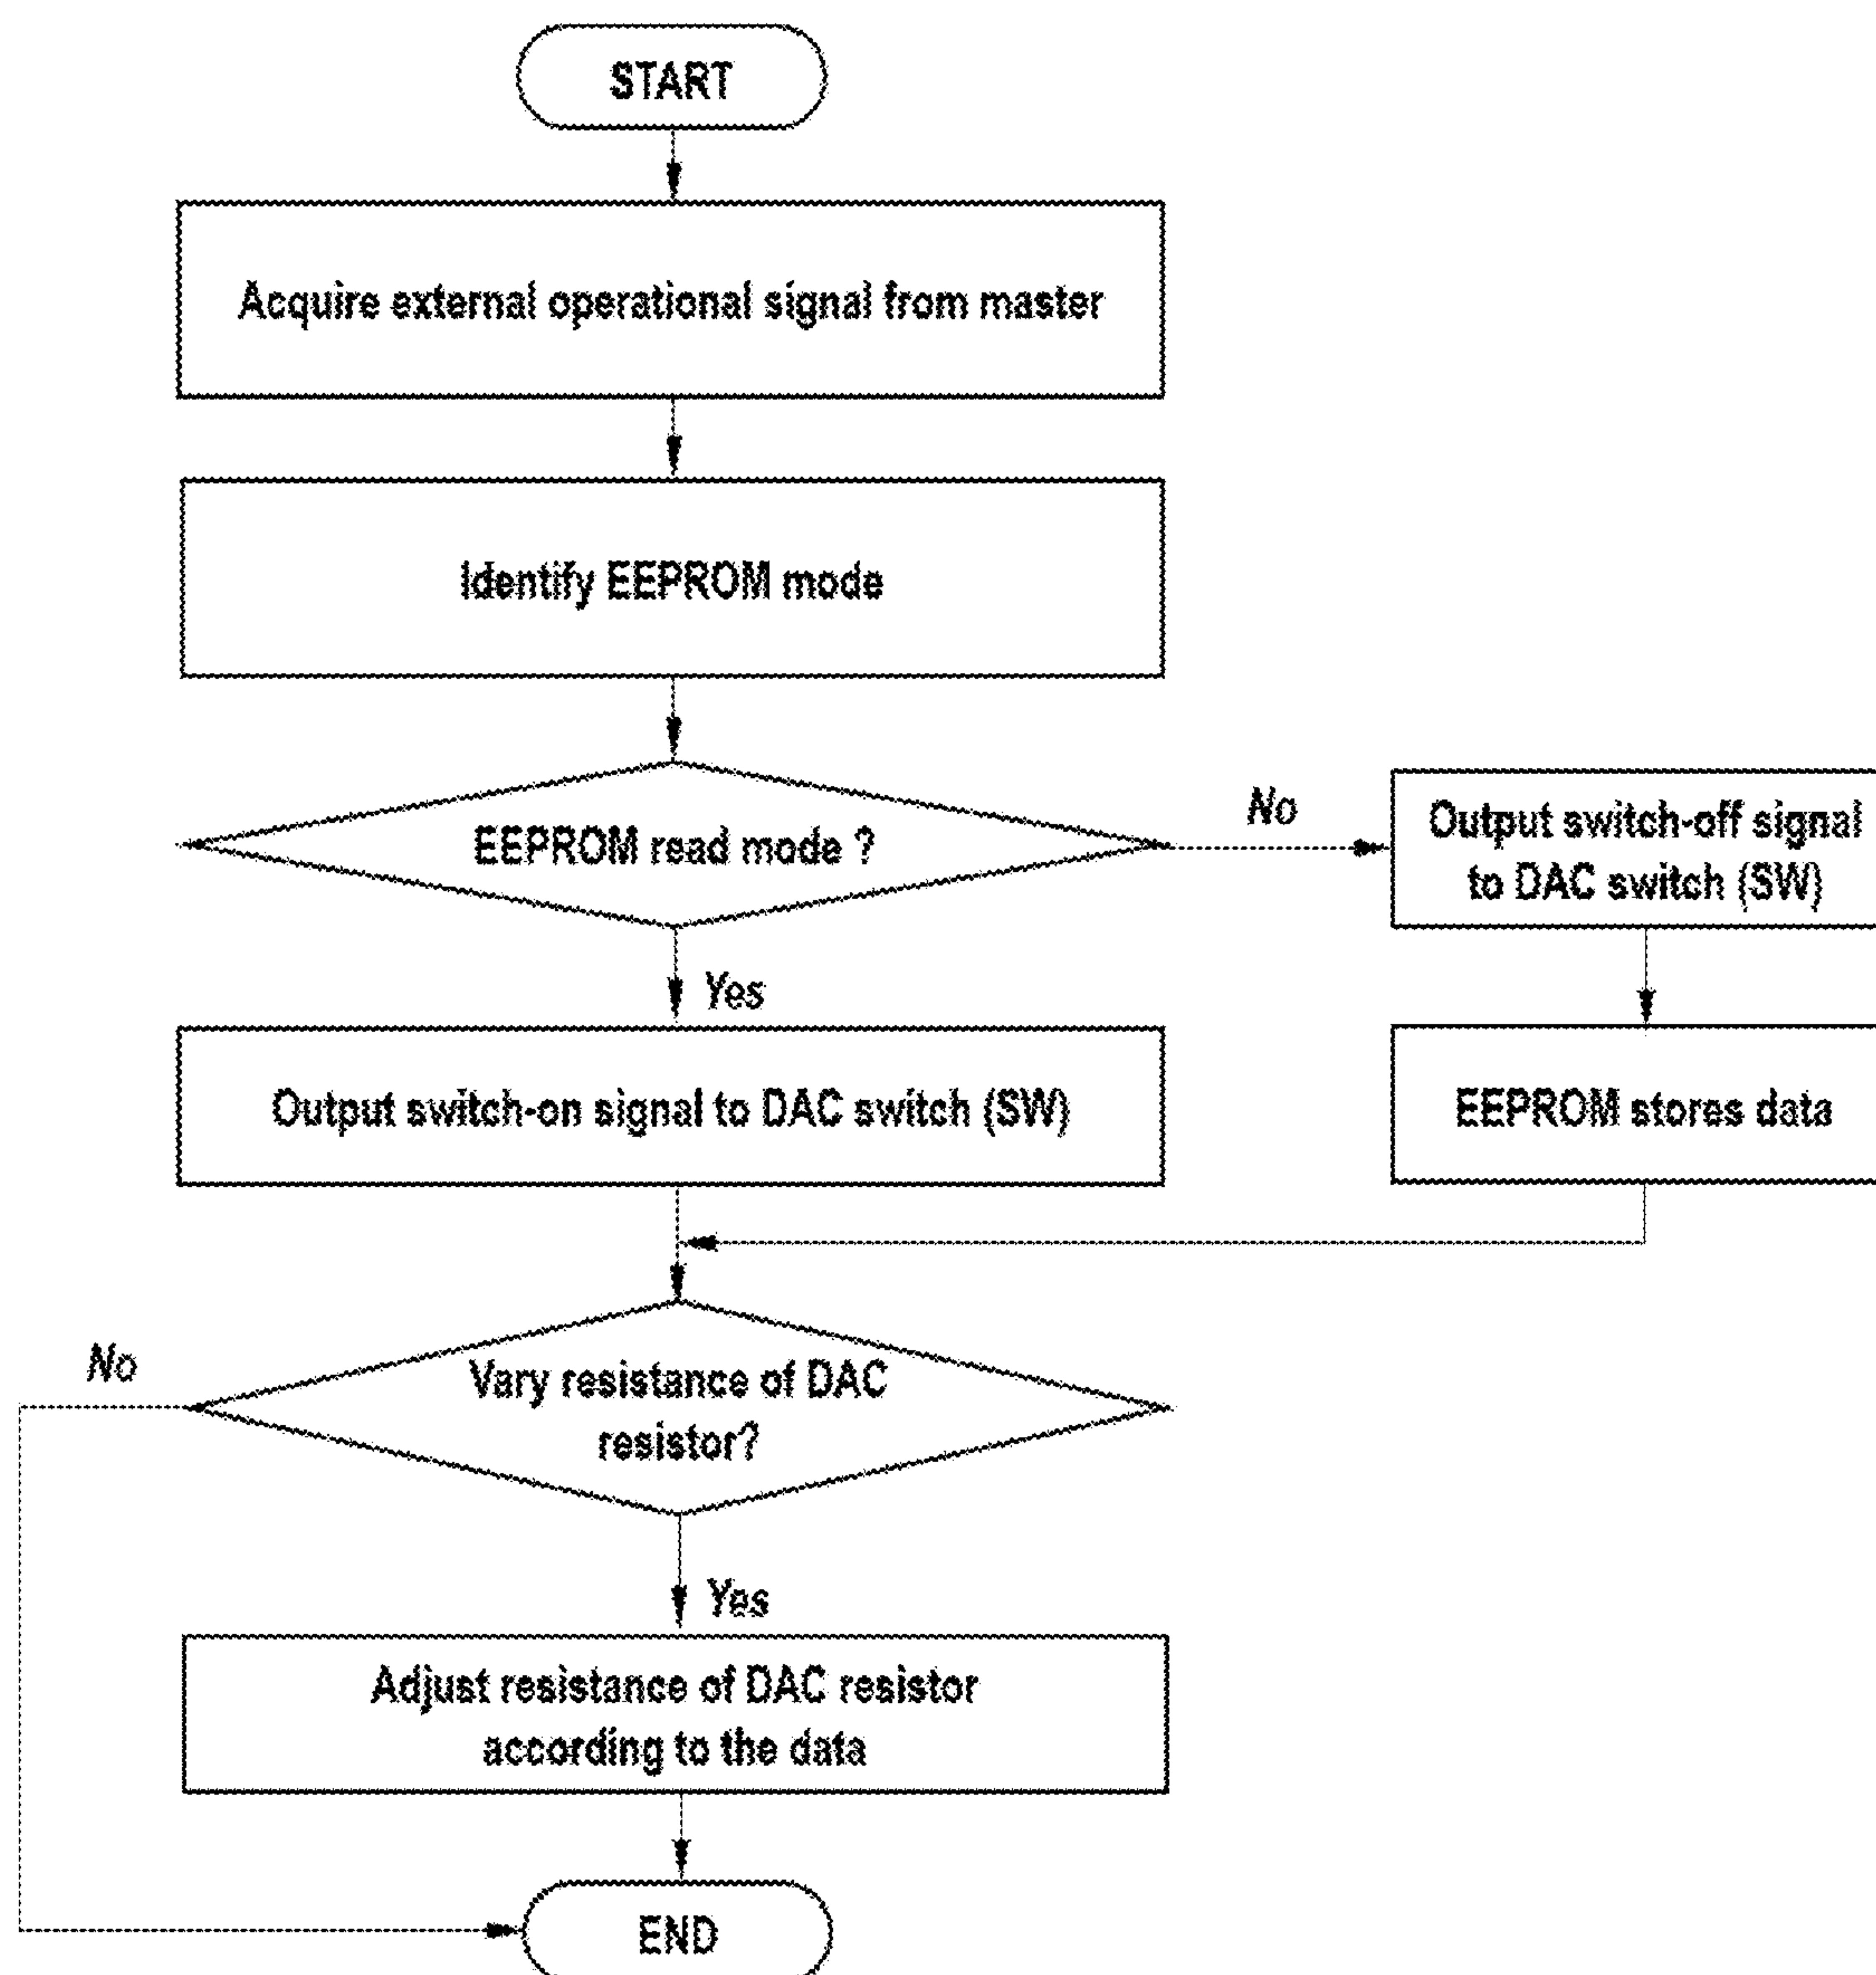 START
Acquire external operational signal from master
Identify EEPROM mode
EEPROM read mode ?
No
Output switch-off signal
to DAC switch (SW)
Yes
Output switch-on signal to DAC switch (SW)
EEPROM stores data
No
Vary resistance of DAC
resistor?
Yes
Adjust resistance of DAC resistor
according to the data
END